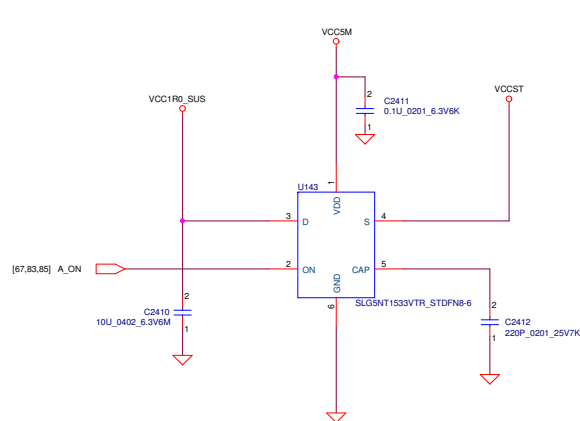 VCC5M
VCC1R0_SUS
VCCST
2
C2411
0.1U_0201_6.3V6K
1
U143
1
VDD
3
D
S
4
[67,83,85] A_ON
2
ON
CAP
5
GND
6
SLG5NT1533VTR_STDFN8-6
2
C2410
10U_0402_6.3V6M
1
2
C2412
220P_0201_25V7K
1